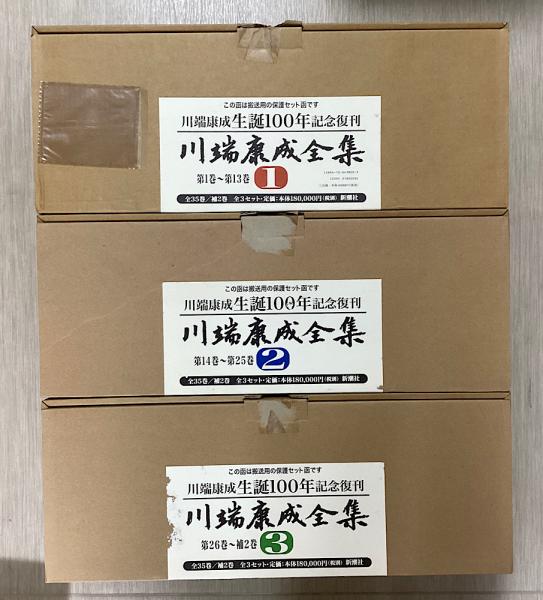 この函は搬送用の保護セット函です
川端康成生誕100年記念復刊
川端康成全集
第1巻〜第13巻 1
全35巻/補2巻 全3セット・定価:本体180,000円(税別) 新潮社
この函は搬送用の保護セット函です
川端康成生誕100年記念復刊
川端康成全集
第14巻〜第25巻 2
全35巻/補2巻 全3セット・定価:本体180,000円(税別) 新潮社
この函は搬送用の保護セット函です
川端康成生誕100年記念復刊
川端康成全集
第26巻〜補2巻 3
全35巻/補2巻 全3セット・定価:本体180,000円(税別) 新潮社